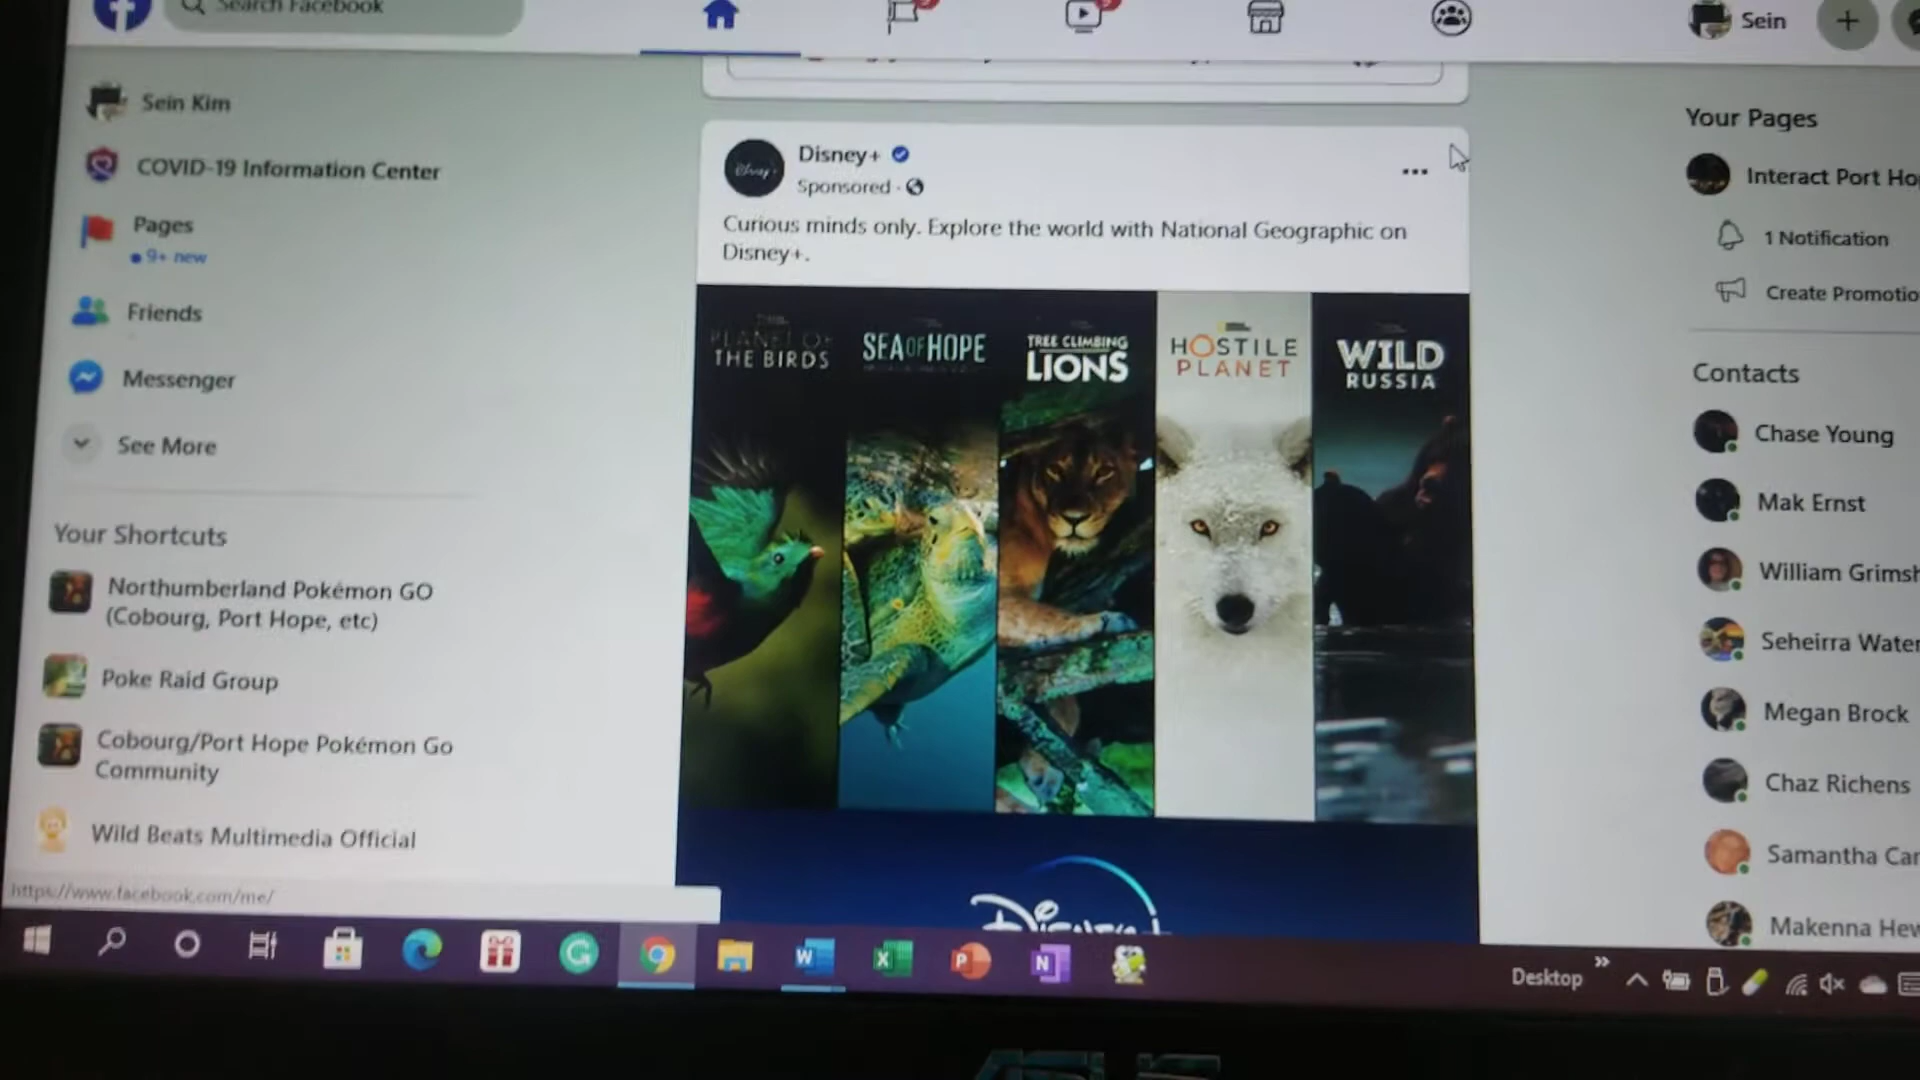 Search Facebook
Sein
Sein Kim
COVID-19 Information Center
Pages
9+ new
Friends
Messenger
See More
Your Shortcuts
Northumberland Pokémon GO
(Cobourg, Port Hope, etc)
Poke Raid Group
Cobourg/Port Hope Pokémon Go
Community
Wild Beats Multimedia Official
https://www.facebook.com/me/
Disney+
Sponsored ·
Curious minds only. Explore the world with National Geographic on
Disney+.
PLANET OF
THE BIRDS
SEA OF HOPE
TREE CLIMBING
LIONS
HOSTILE
PLANET
WILD
RUSSIA
Disney+
Your Pages
Interact Port Ho
1 Notification
Create Promotio
Contacts
Chase Young
Mak Ernst
William Grimsh
Seheirra Water
Megan Brock
Chaz Richens
Samantha Car
Makenna Hew
Desktop
ASUS